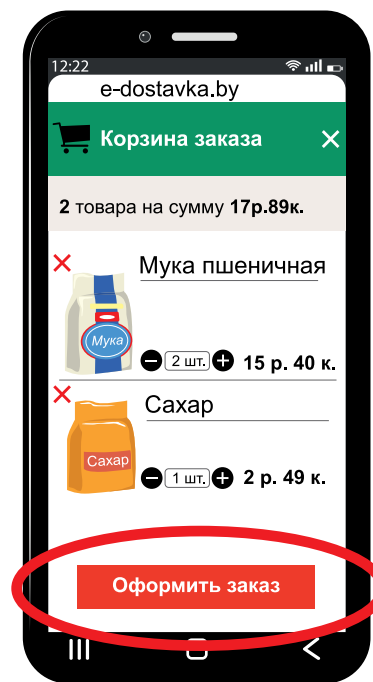 12:22
e-dostavka.by
Корзина заказа
2 товара на сумму 17р.89к.
Мука пшеничная
Мука
2 шт. 15 р. 40 к.
Сахар
Сахар
1 шт. 2 р. 49 к.
Оформить заказ